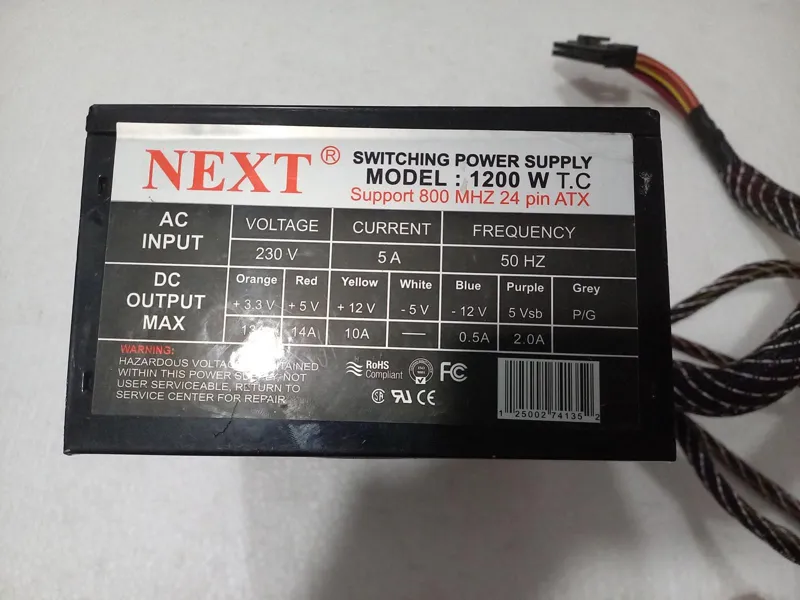 NEXT ®
SWITCHING POWER SUPPLY
MODEL : 1200 W T.C
Support 800 MHZ 24 pin ATX
AC INPUT VOLTAGE CURRENT FREQUENCY
230 V 5 A 50 HZ
DC OUTPUT MAX Orange Red Yellow White Blue Purple Grey
+ 3.3 V + 5 V + 12 V - 5 V - 12 V 5 Vsb P/G
14A 10A — 0.5A 2.0A
WARNING:
HAZARDOUS VOLTAGE CONTAINED
WITHIN THIS POWER SUPPLY. NOT
USER SERVICEABLE, RETURN TO
SERVICE CENTER FOR REPAIR
RoHS
Compliant
FC
CE
1 25002 74135 2